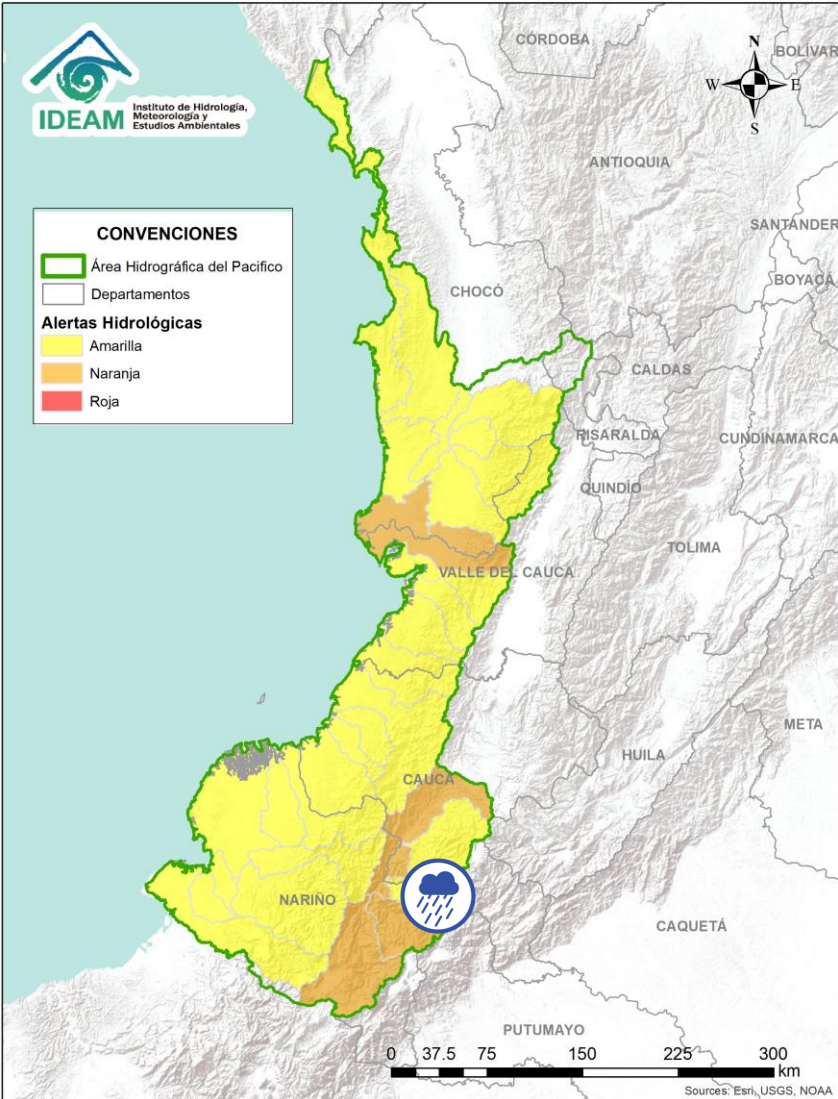 IDEAM
Instituto de Hidrología,
Meteorología y
Estudios Ambientales
N
W
E
S
CÓRDOBA
BOLÍVAR
ANTIOQUIA
SANTANDER
BOYACÁ
CHOCÓ
CONVENCIONES
Área Hidrográfica del Pacifico
Departamentos
Alertas Hidrológicas
Amarilla
Naranja
Roja
CALDAS
RISARALDA
CUNDINAMARCA
QUINDÍO
TOLIMA
VALLE DEL CAUCA
META
HUILA
CAUCA
NARIÑO
CAQUETÁ
PUTUMAYO
0 37.5 75 150 225 300
km
Sources: Esri, USGS, NOAA